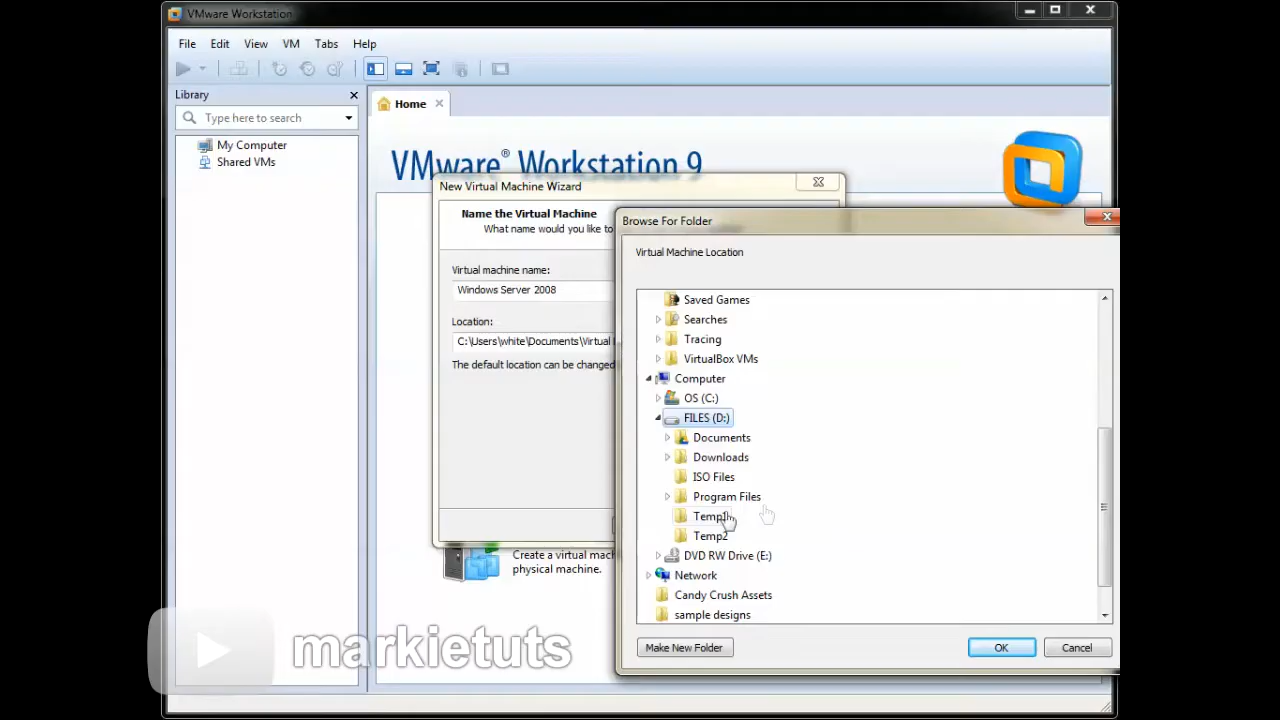 VMware Workstation
File Edit View VM Tabs Help
Library
Type here to search
My Computer
Shared VMs
Home
VMware® Workstation 9
New Virtual Machine Wizard
Name the Virtual Machine
What name would you like to
Virtual machine name:
Windows Server 2008
Location:
C:\Users\white\Documents\Virtual
The default location can be changed
Create a virtual mach
physical machine.
Browse For Folder
Virtual Machine Location
Saved Games
Searches
Tracing
VirtualBox VMs
Computer
OS (C:)
FILES (D:)
Documents
Downloads
ISO Files
Program Files
Temp1
Temp2
DVD RW Drive (E:)
Network
Candy Crush Assets
sample designs
Make New Folder
OK
Cancel
markietuts